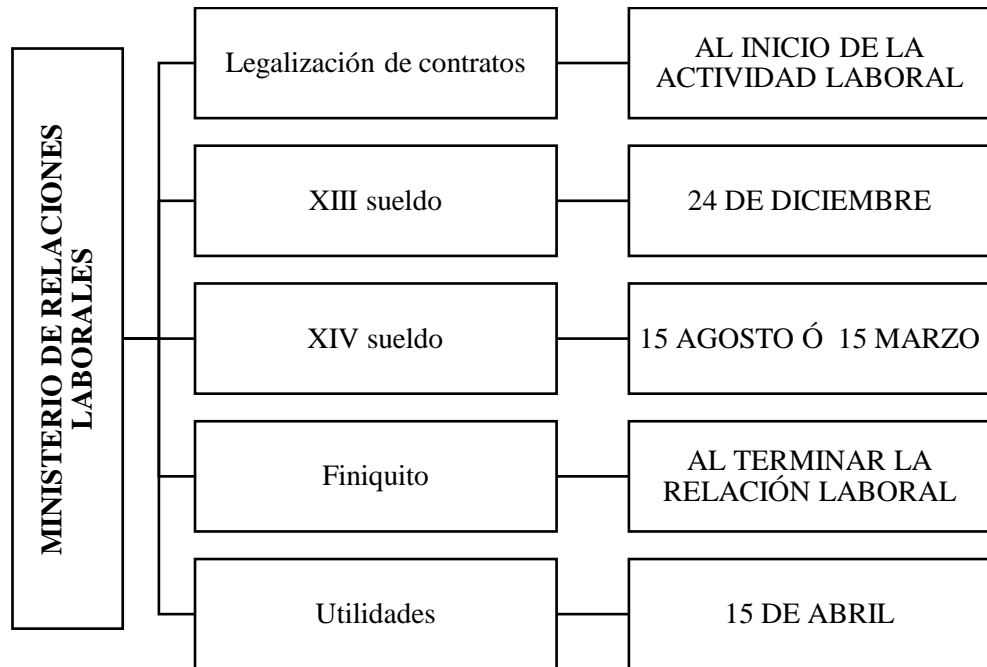 MINISTERIO DE RELACIONES
LABORALES
Legalización de contratos
AL INICIO DE LA
ACTIVIDAD LABORAL
XIII sueldo
24 DE DICIEMBRE
XIV sueldo
15 AGOSTO Ó 15 MARZO
Finiquito
AL TERMINAR LA
RELACIÓN LABORAL
Utilidades
15 DE ABRIL